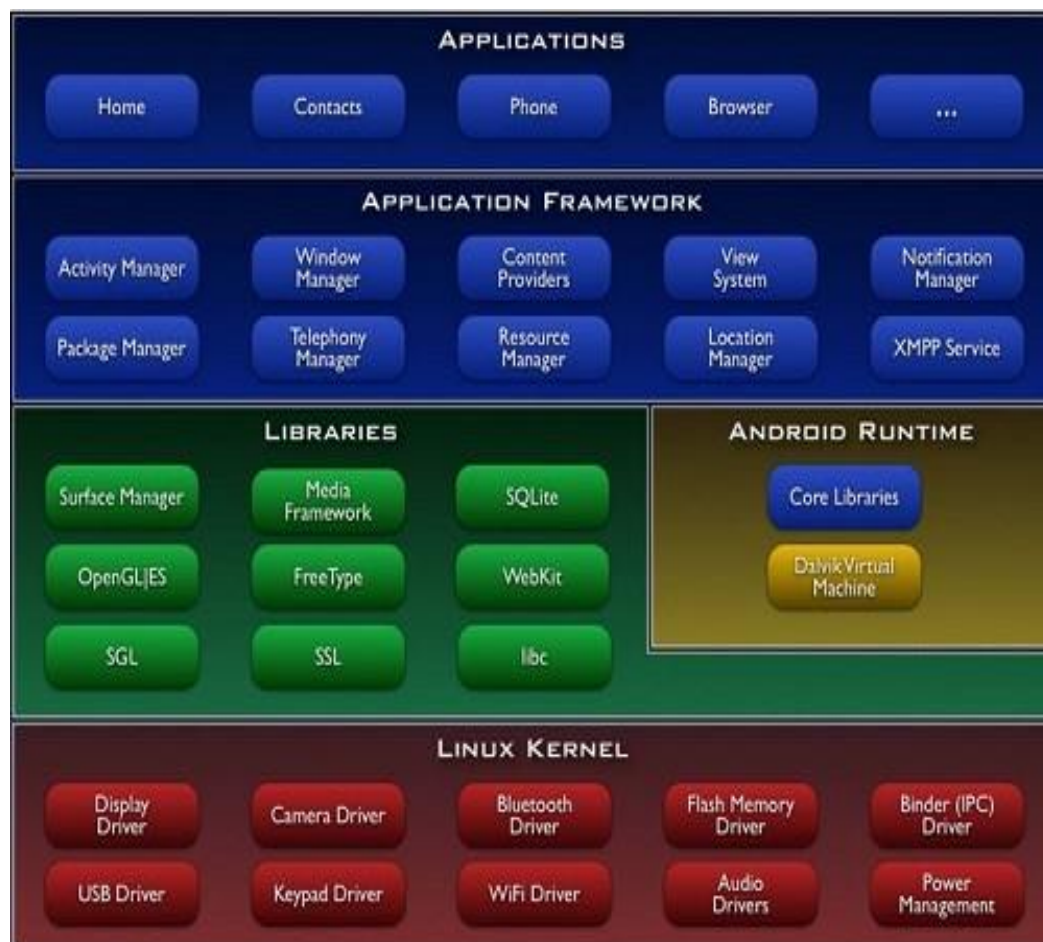 APPLICATIONS
Home
Contacts
Phone
Browser
...
APPLICATION FRAMEWORK
Activity Manager
Window
Manager
Content
Providers
View
System
Notification
Manager
Package Manager
Telephony
Manager
Resource
Manager
Location
Manager
XMPP Service
LIBRARIES
Surface Manager
Media
Framework
SQLite
OpenGL|ES
FreeType
WebKit
SGL
SSL
libc
ANDROID RUNTIME
Core Libraries
Dalvik Virtual
Machine
LINUX KERNEL
Display
Driver
Camera Driver
Bluetooth
Driver
Flash Memory
Driver
Binder (IPC)
Driver
USB Driver
Keypad Driver
WiFi Driver
Audio
Drivers
Power
Management